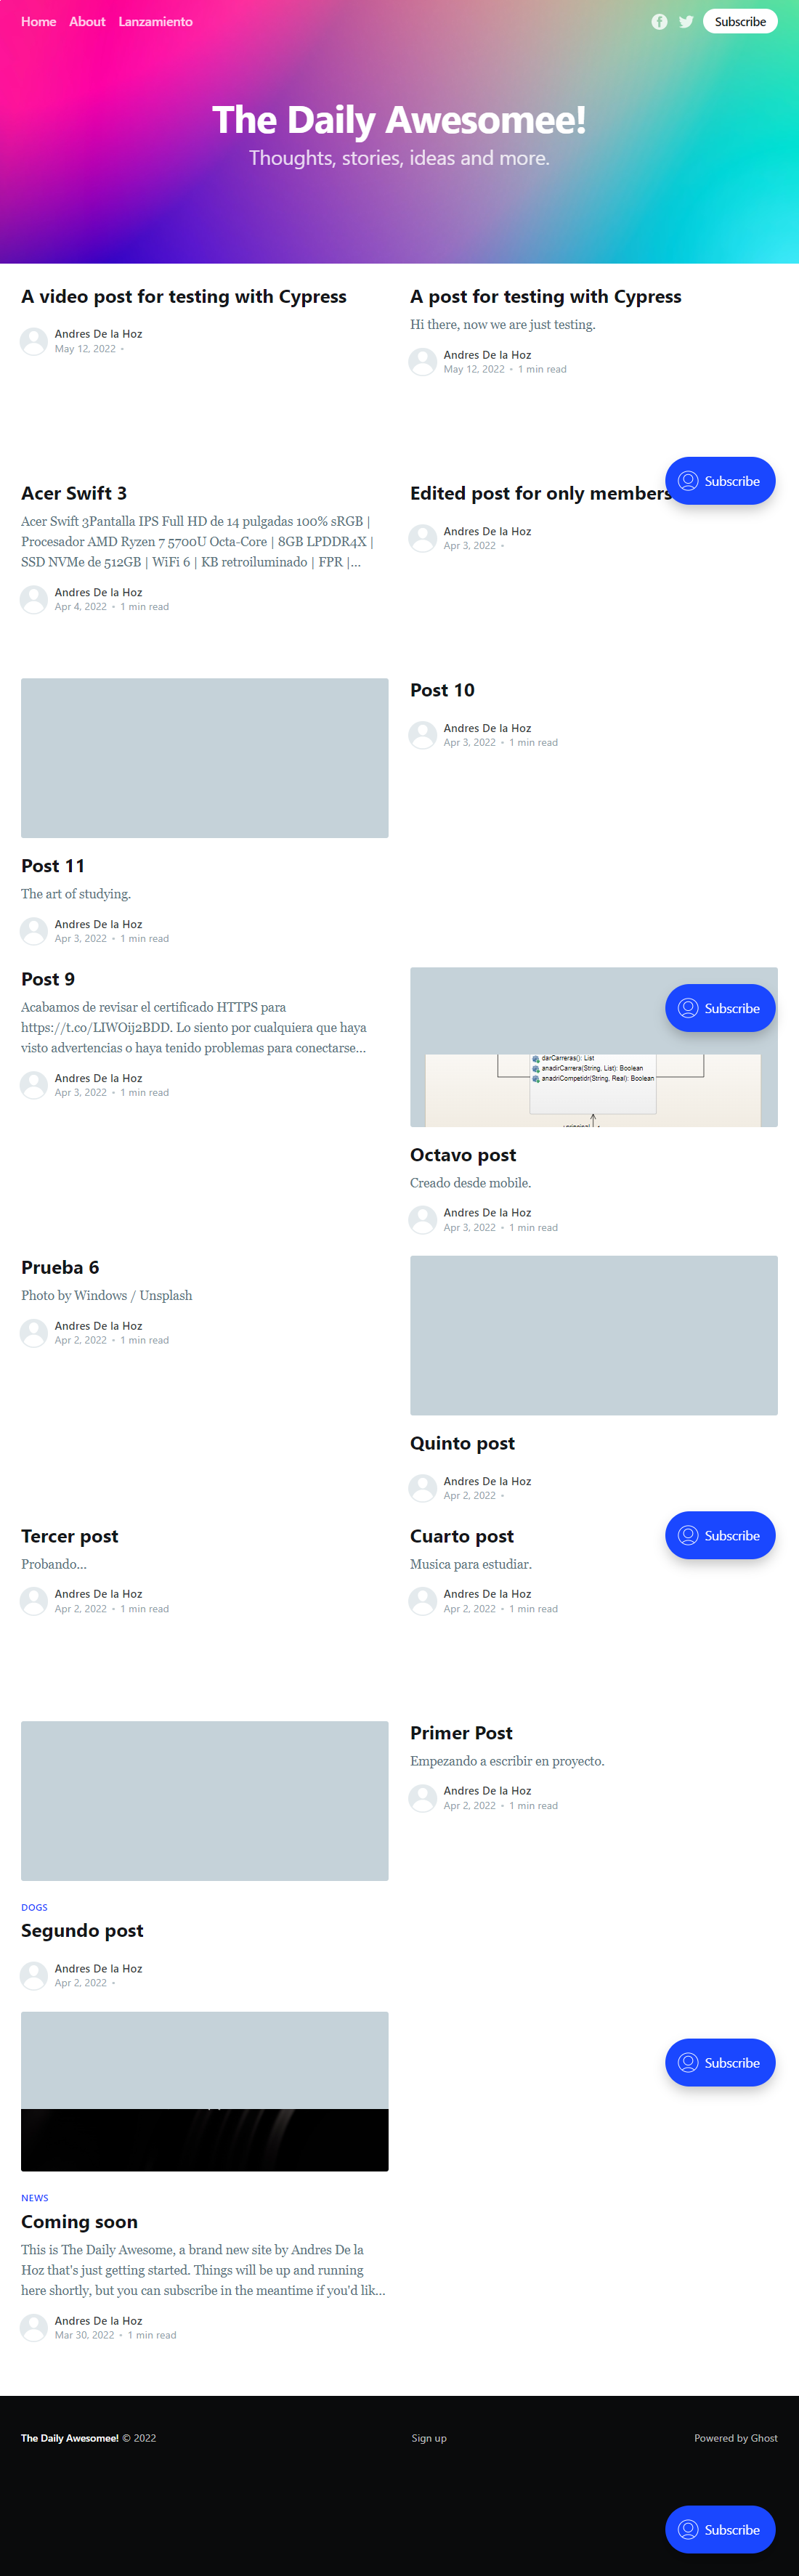 Home About Lanzamiento Subscribe
The Daily Awesomee!
Thoughts, stories, ideas and more.
A video post for testing with Cypress
Andres De la Hoz
May 12, 2022 •
A post for testing with Cypress
Hi there, now we are just testing.
Andres De la Hoz
May 12, 2022 • 1 min read
Subscribe
Acer Swift 3
Acer Swift 3Pantalla IPS Full HD de 14 pulgadas 100% sRGB |
Procesador AMD Ryzen 7 5700U Octa-Core | 8GB LPDDR4X |
SSD NVMe de 512GB | WiFi 6 | KB retroiluminado | FPR |...
Andres De la Hoz
Apr 4, 2022 • 1 min read
Edited post for only members
Andres De la Hoz
Apr 3, 2022 •
Post 11
The art of studying.
Andres De la Hoz
Apr 3, 2022 • 1 min read
Post 10
Andres De la Hoz
Apr 3, 2022 • 1 min read
Post 9
Acabamos de revisar el certificado HTTPS para
https://t.co/LIWOij2BDD. Lo siento por cualquiera que haya
visto advertencias o haya tenido problemas para conectarse...
Andres De la Hoz
Apr 3, 2022 • 1 min read
Subscribe
darCarreras(): List
anadirCarrera(String, List): Boolean
anadriCompetidr(String, Real): Boolean
Octavo post
Creado desde mobile.
Andres De la Hoz
Apr 3, 2022 • 1 min read
Prueba 6
Photo by Windows / Unsplash
Andres De la Hoz
Apr 2, 2022 • 1 min read
Quinto post
Andres De la Hoz
Apr 2, 2022 •
Tercer post
Probando...
Andres De la Hoz
Apr 2, 2022 • 1 min read
Cuarto post
Musica para estudiar.
Andres De la Hoz
Apr 2, 2022 • 1 min read
Subscribe
DOGS
Segundo post
Andres De la Hoz
Apr 2, 2022 •
Primer Post
Empezando a escribir en proyecto.
Andres De la Hoz
Apr 2, 2022 • 1 min read
Subscribe
NEWS
Coming soon
This is The Daily Awesome, a brand new site by Andres De la
Hoz that's just getting started. Things will be up and running
here shortly, but you can subscribe in the meantime if you'd lik...
Andres De la Hoz
Mar 30, 2022 • 1 min read
The Daily Awesomee! © 2022 Sign up Powered by Ghost
Subscribe